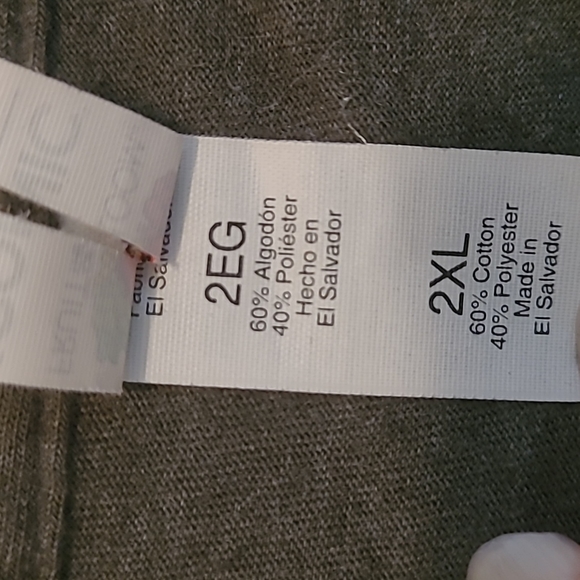 El Salvador
2EG
60% Algodón
40% Poliéster
Hecho en
El Salvador
2XL
60% Cotton
40% Polyester
Made in
El Salvador